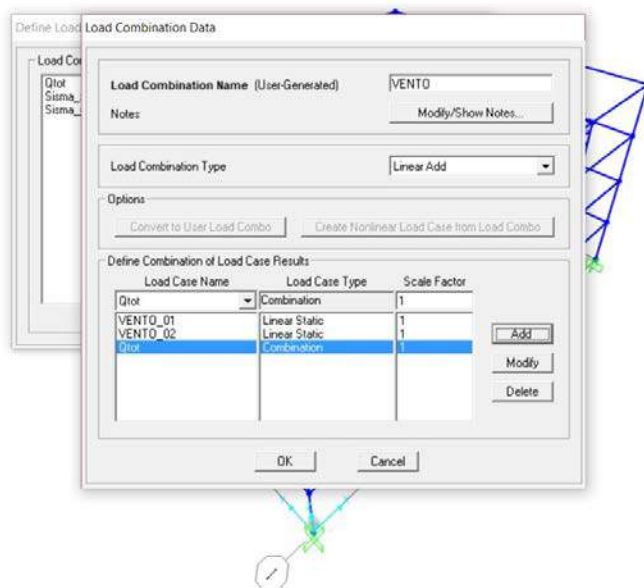 Define Load
Load Combination Data
Load Co
Qtot
Sisma_
Sisma_
Load Combination Name (User-Generated)
VENTO
Notes
Modify/Show Notes...
Load Combination Type
Linear Add
Options
Convert to User Load Combo
Create Nonlinear Load Case from Load Combo
Define Combination of Load Case Results
Load Case Name Load Case Type Scale Factor
Qtot Combination 1
VENTO_01 Linear Static 1
VENTO_02 Linear Static 1
Qtot Combination 1
Add
Modify
Delete
OK
Cancel